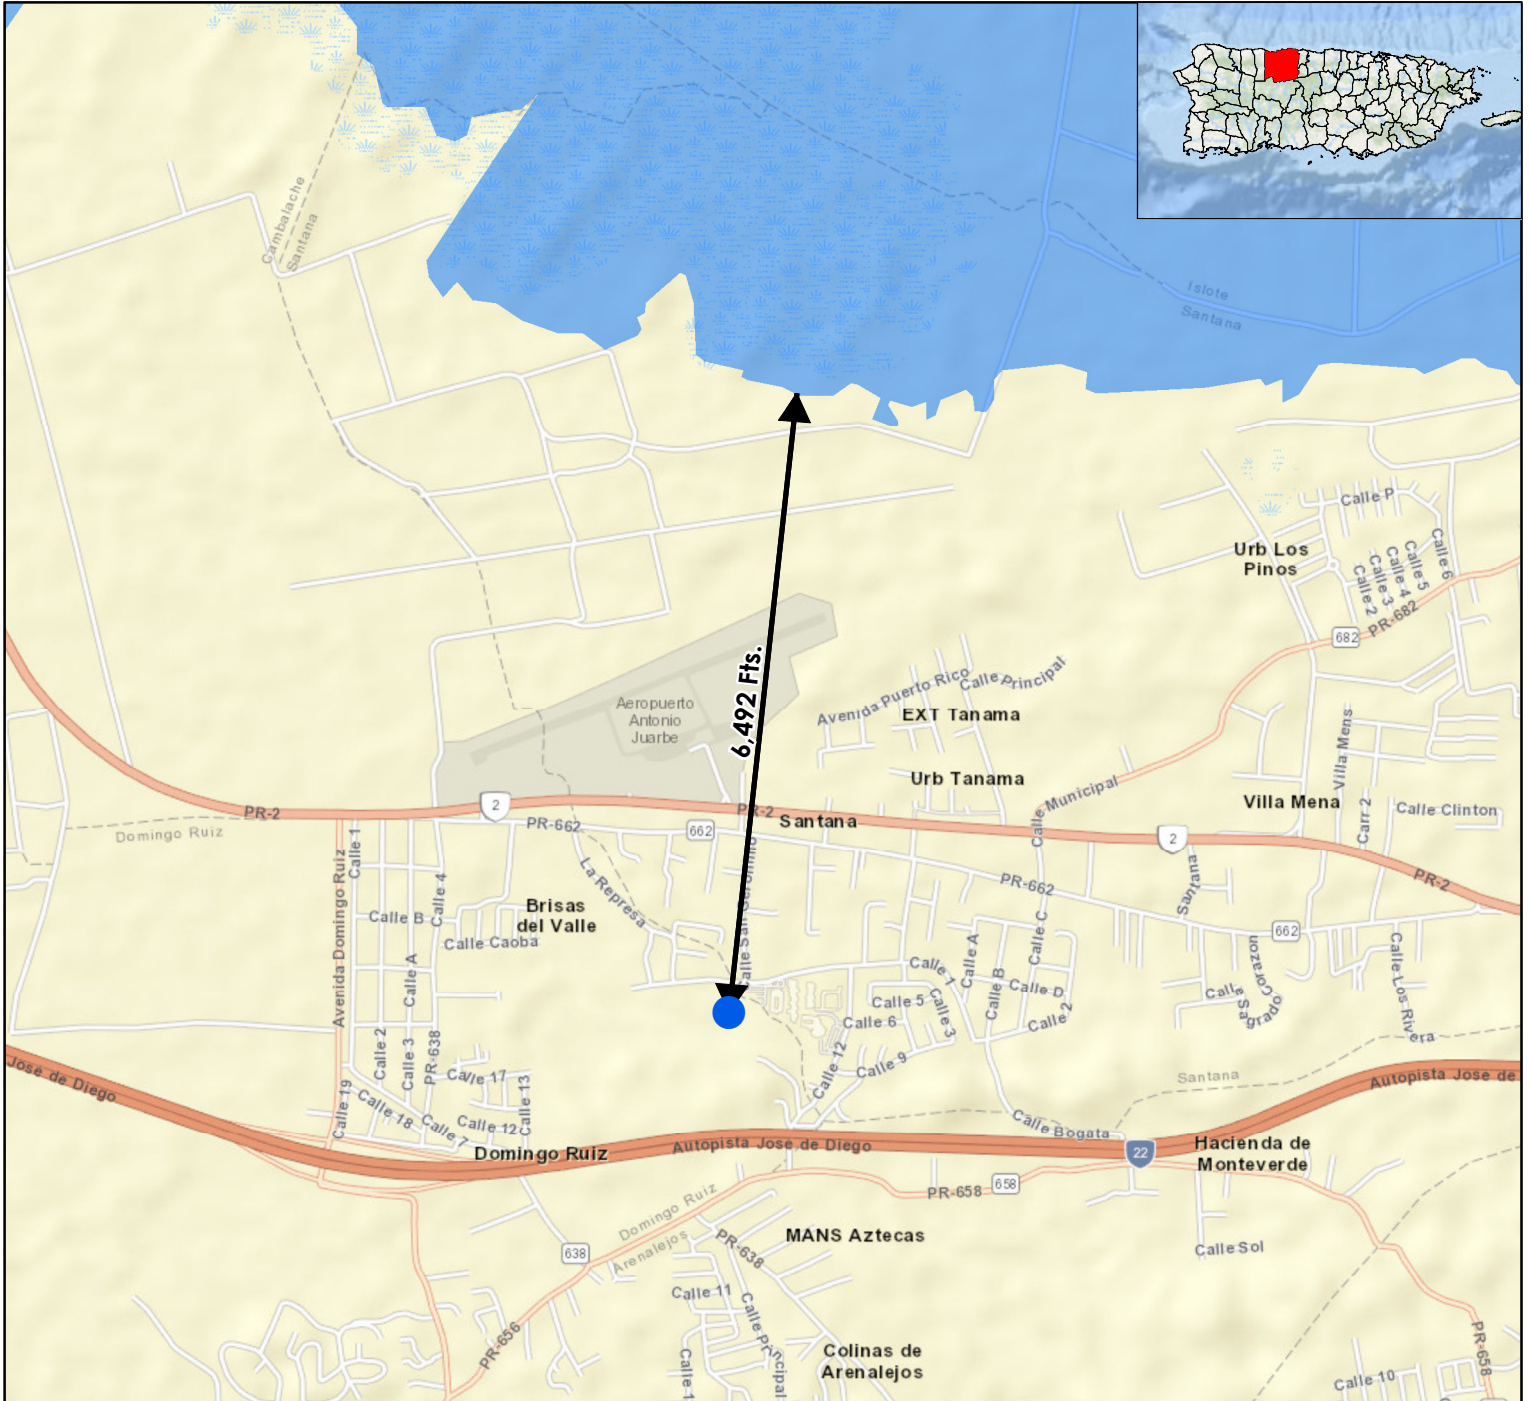 Cambalache
Santana
Islote
Santana
Calle P
Calle 6
Calle 5
Calle 4
Calle 3
Calle 2
Urb Los
Pinos
PR-682
682
Aeropuerto
Antonio
Juarbe
6,492 Fts.
Avenida Puerto Rico
Calle Principal
EXT Tanama
Urb Tanama
Calle Municipal
Villa Mens
Villa Mena
Carr 2
Calle Clinton
PR-2
2
PR-2
Santana
2
PR-2
Domingo Ruiz
PR-662
662
PR-662
662
Calle 1
Avenida Domingo Ruiz
Calle 4
La Represa
Brisas
del Valle
Calle B
Calle Caoba
Calle A
Calle San Geronimo
Santana
Calle C
Calle A
Calle B
Calle 1
Calle D
Calle 5
Calle 3
Calle 6
Calle 2
Calle Sagrado Corazon
Calle Los Rivera
Calle 2
Calle 3
PR-638
Calle 12
Calle 9
Jose de Diego
Calle 19
Calle 17
Calle 13
Calle 18
Calle 7
Calle 12
Santana
Autopista Jose de
Calle Bogata
Domingo Ruiz
Autopista Jose de Diego
22
Hacienda de
Monteverde
PR-658
658
Domingo Ruiz
Arenalejos
638
PR-638
MANS Aztecas
Calle Sol
Calle 11
Calle Principal
PR-656
Calle 1
Colinas de
Arenalejos
Calle 10
PR-658